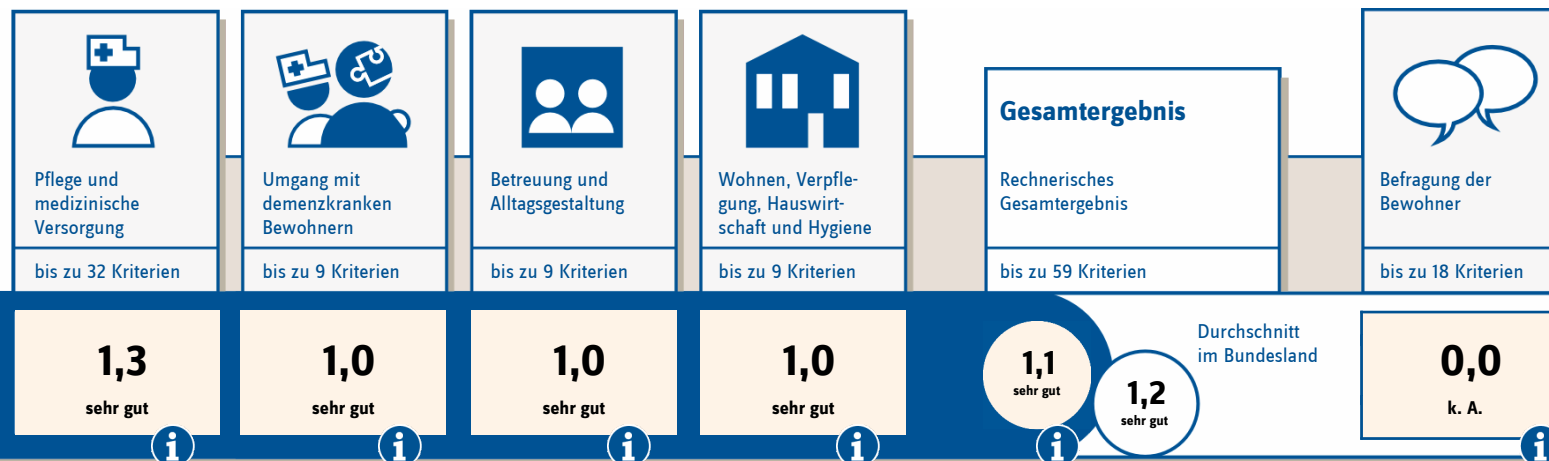 Pflege und
medizinische
Versorgung
bis zu 32 Kriterien
1,3
sehr gut
i
Umgang mit
demenzkranken
Bewohnern
bis zu 9 Kriterien
1,0
sehr gut
i
Betreuung und
Alltagsgestaltung
bis zu 9 Kriterien
1,0
sehr gut
i
Wohnen, Verpfle-
gung, Hauswirt-
schaft und Hygiene
bis zu 9 Kriterien
1,0
sehr gut
i
Gesamtergebnis
Rechnerisches
Gesamtergebnis
bis zu 59 Kriterien
1,1
sehr gut
i
1,2
sehr gut
Durchschnitt
im Bundesland
Befragung der
Bewohner
bis zu 18 Kriterien
0,0
k. A.
i